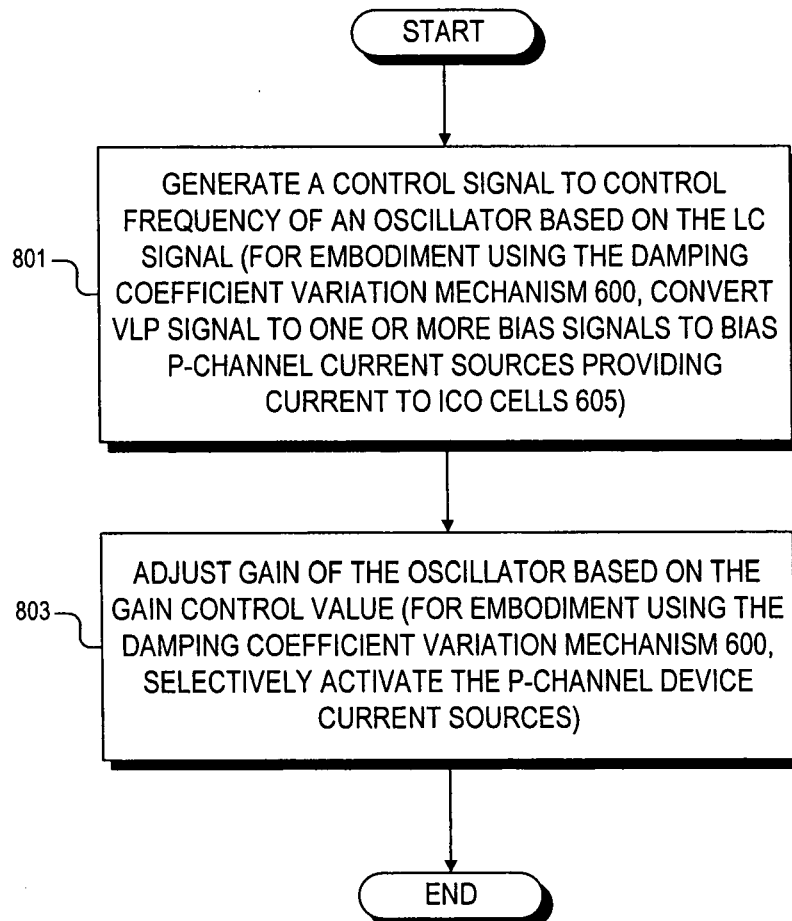 START
801
GENERATE A CONTROL SIGNAL TO CONTROL
FREQUENCY OF AN OSCILLATOR BASED ON THE LC
SIGNAL (FOR EMBODIMENT USING THE DAMPING
COEFFICIENT VARIATION MECHANISM 600, CONVERT
VLP SIGNAL TO ONE OR MORE BIAS SIGNALS TO BIAS
P-CHANNEL CURRENT SOURCES PROVIDING
CURRENT TO ICO CELLS 605)
803
ADJUST GAIN OF THE OSCILLATOR BASED ON THE
GAIN CONTROL VALUE (FOR EMBODIMENT USING THE
DAMPING COEFFICIENT VARIATION MECHANISM 600,
SELECTIVELY ACTIVATE THE P-CHANNEL DEVICE
CURRENT SOURCES)
END